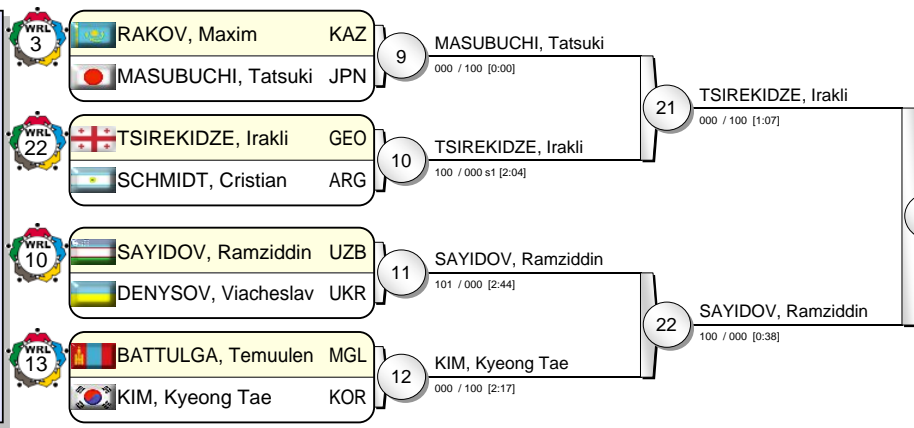 WRL
3
RAKOV, Maxim KAZ
MASUBUCHI, Tatsuki JPN
9
MASUBUCHI, Tatsuki
000 / 100 [0:00]
21
TSIREKIDZE, Irakli
000 / 100 [1:07]
WRL
22
TSIREKIDZE, Irakli GEO
SCHMIDT, Cristian ARG
10
TSIREKIDZE, Irakli
100 / 000 s1 [2:04]
WRL
10
SAYIDOV, Ramziddin UZB
DENYSOV, Viacheslav UKR
11
SAYIDOV, Ramziddin
101 / 000 [2:44]
22
SAYIDOV, Ramziddin
100 / 000 [0:38]
WRL
13
BATTULGA, Temuulen MGL
KIM, Kyeong Tae KOR
12
KIM, Kyeong Tae
000 / 100 [2:17]